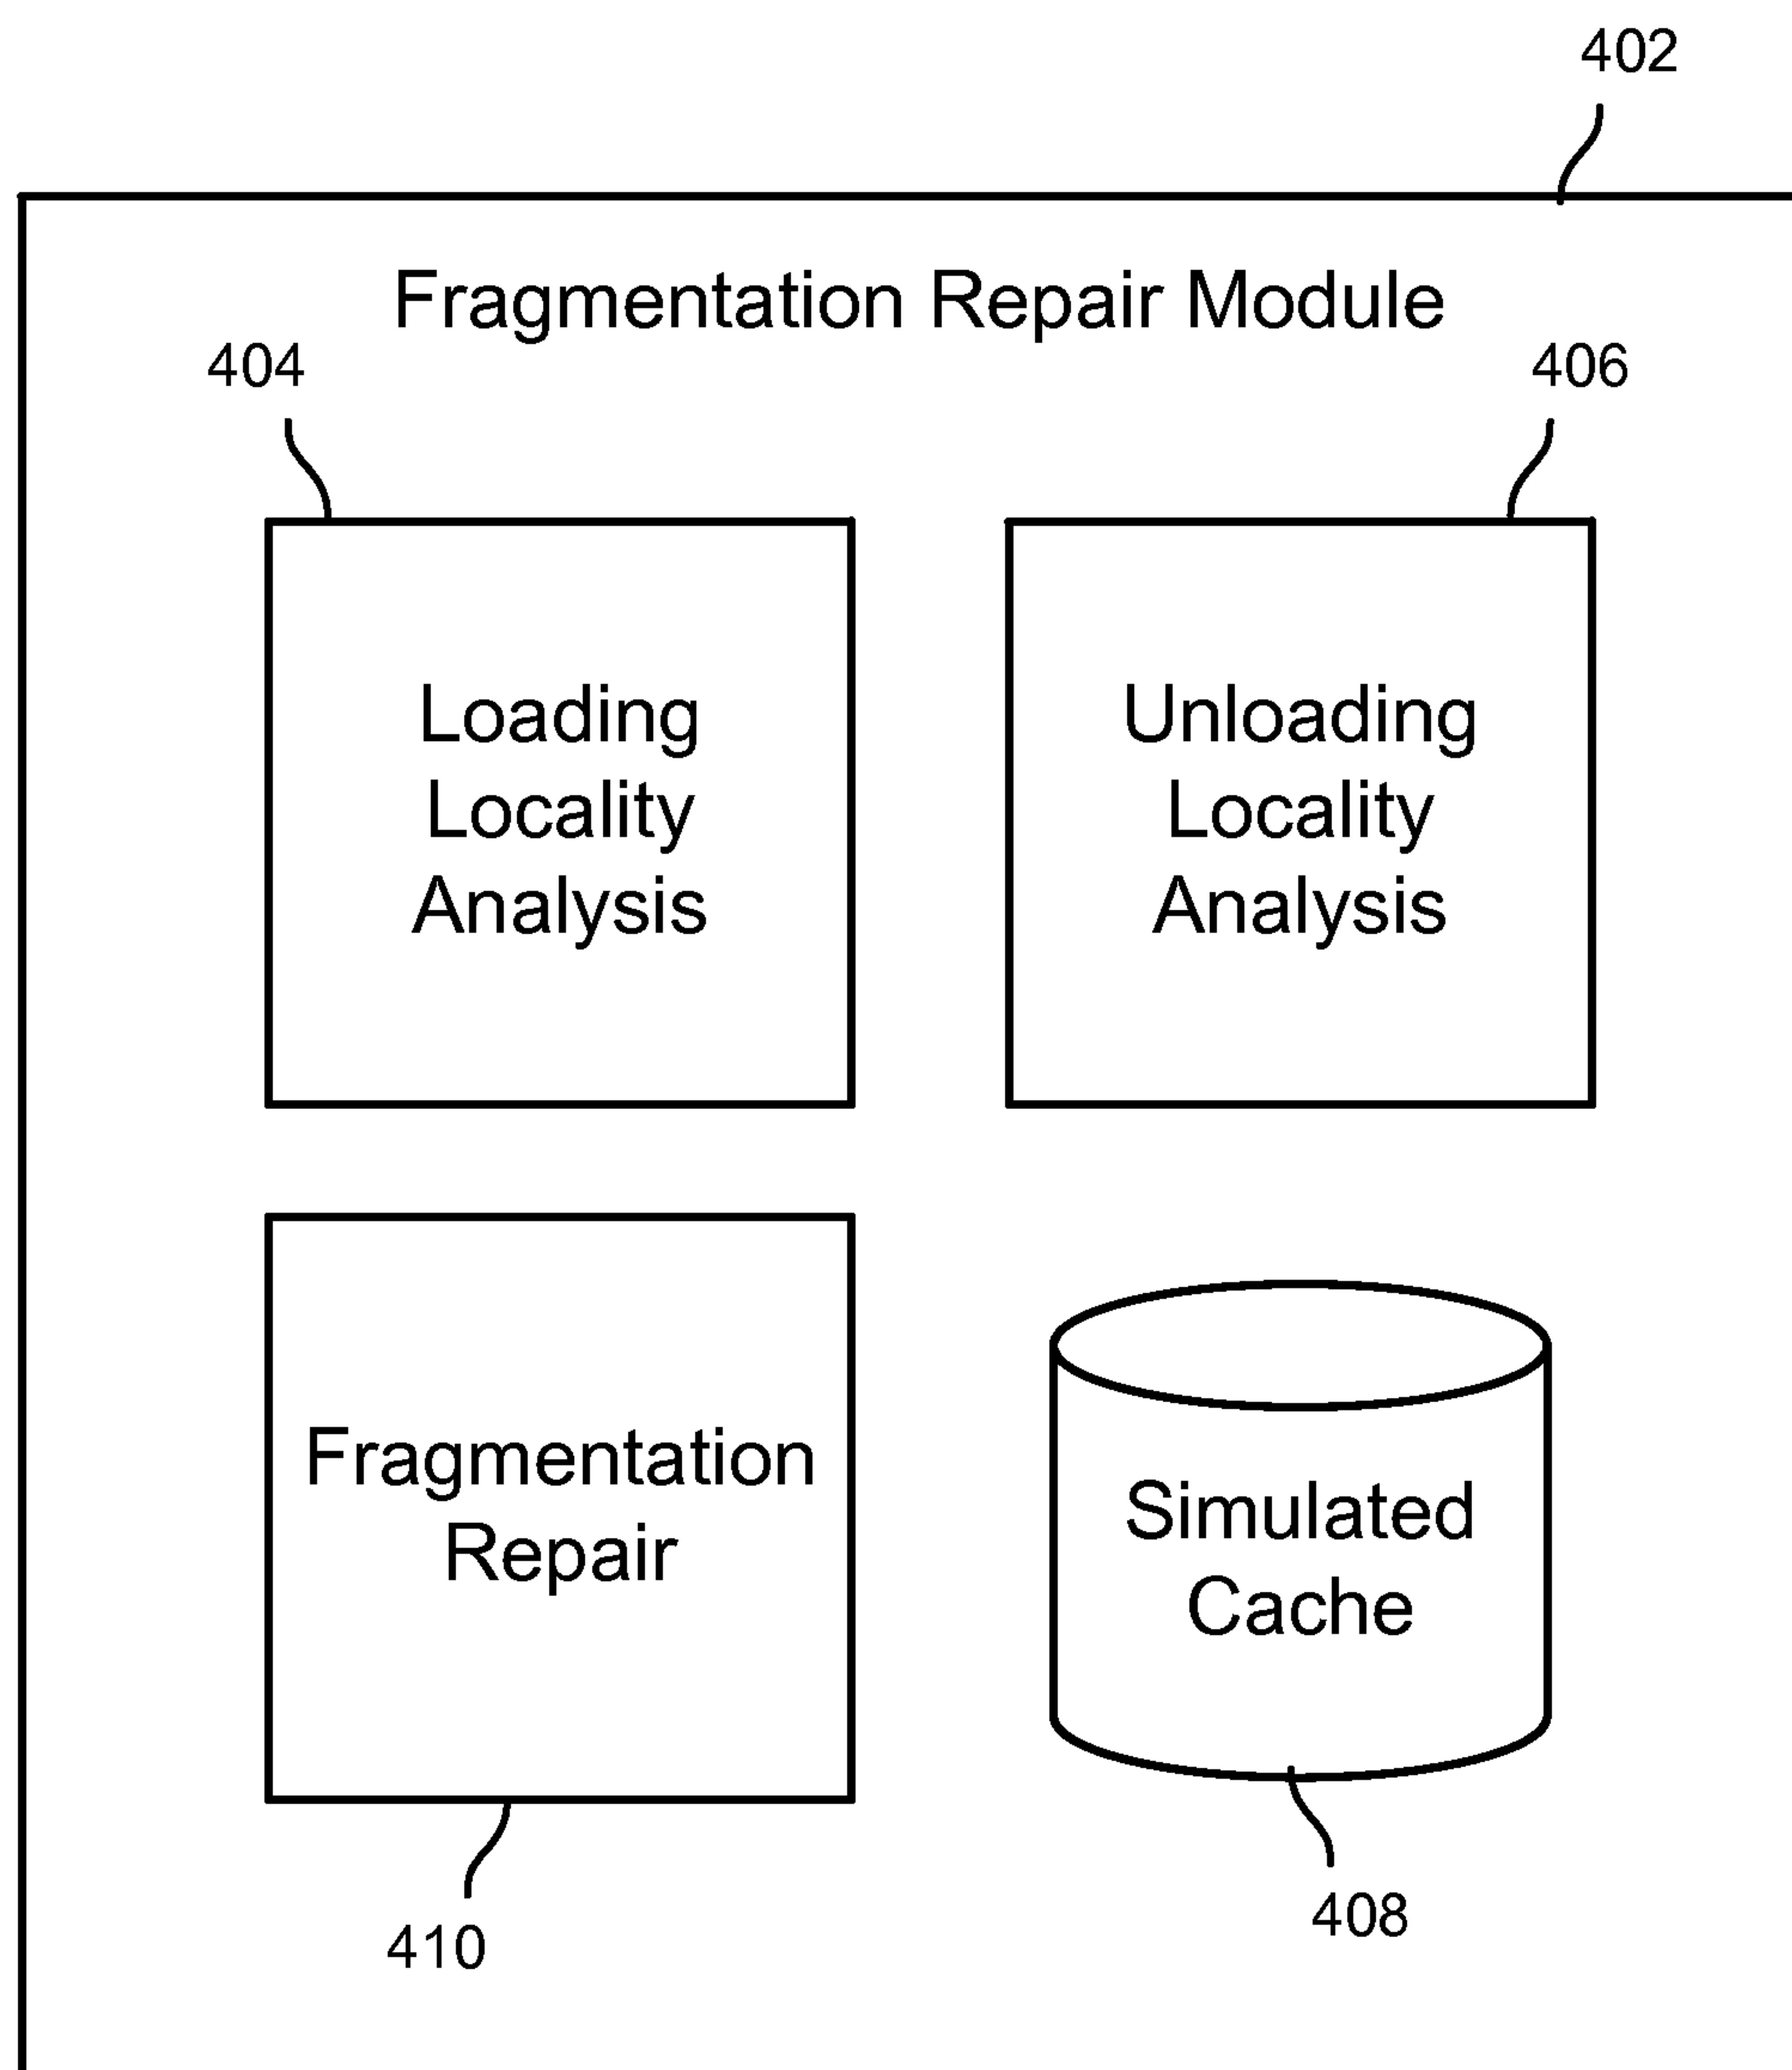 402
Fragmentation Repair Module
404
406
Loading
Locality
Analysis
Unloading
Locality
Analysis
Fragmentation
Repair
Simulated
Cache
410
408